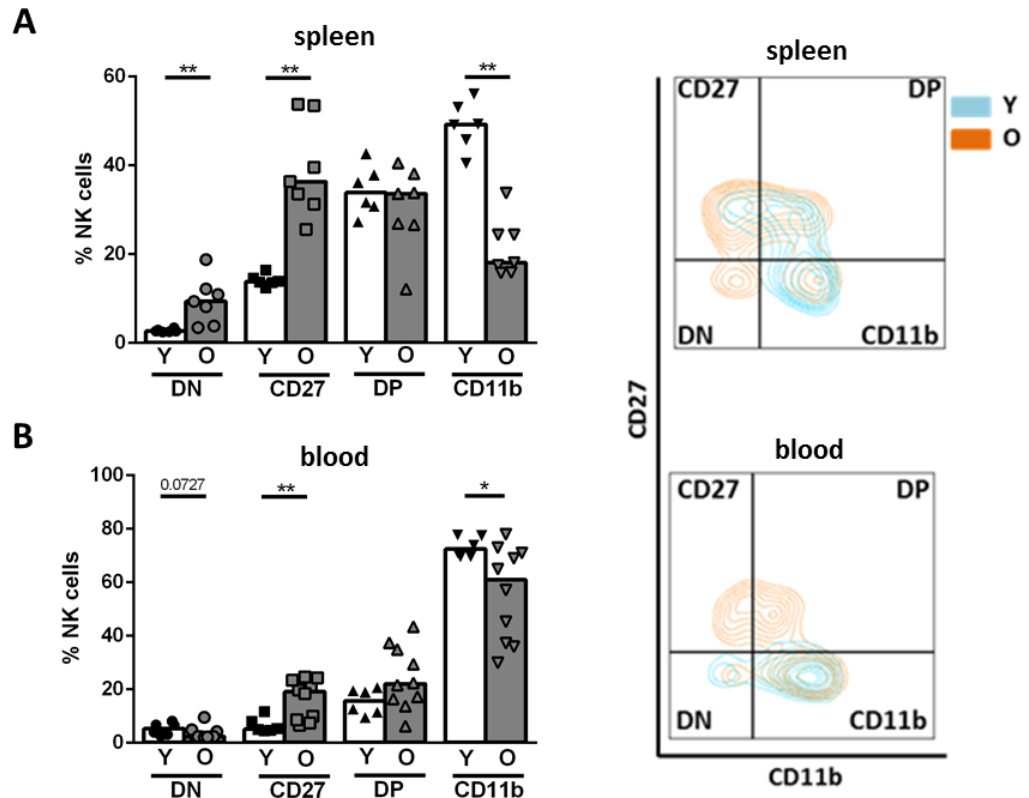 A
spleen
% NK cells
60
40
20
0
** ** **
Y O Y O Y O Y O
DN CD27 DP CD11b
B
blood
% NK cells
100
80
60
40
20
0
0.0727 ** *
Y O Y O Y O Y O
DN CD27 DP CD11b
spleen
CD27 DP
DN CD11b
Y
O
CD27
blood
CD27 DP
DN CD11b
CD11b